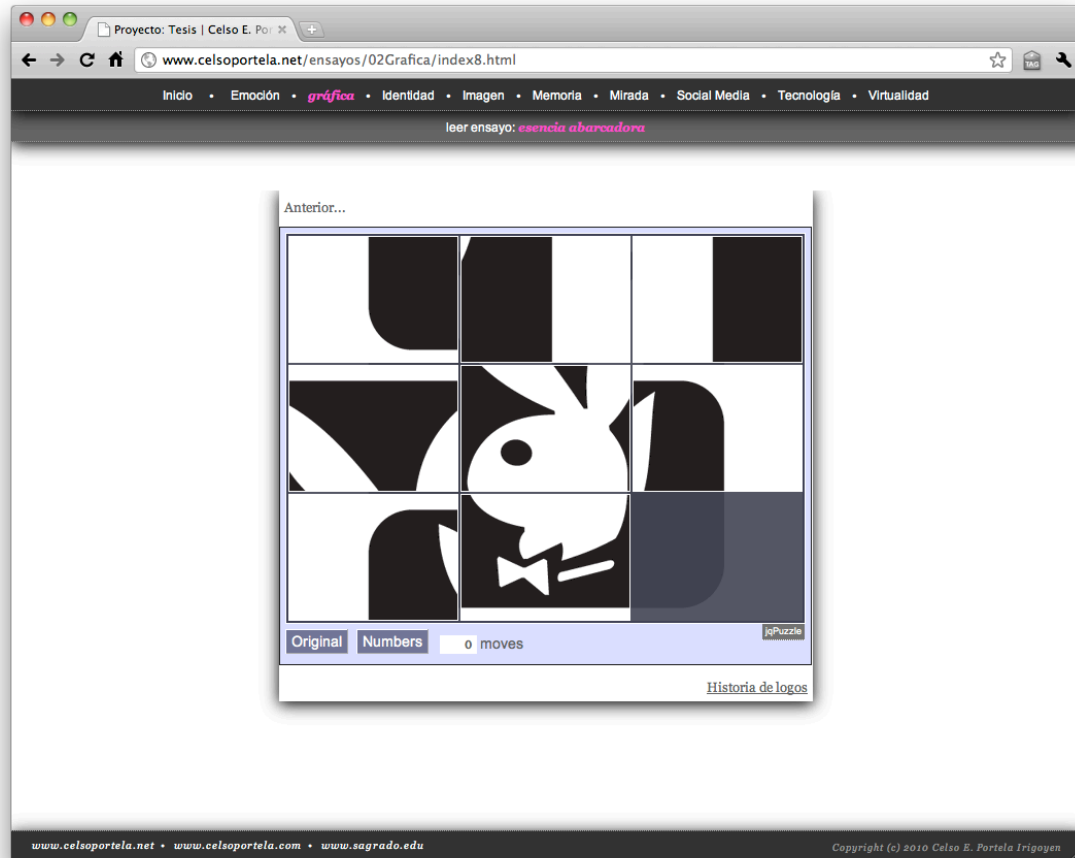 Proyecto: Tesis | Celso E. Por
www.celsoportela.net/ensayos/02Grafica/index8.html
TAG
Inicio • Emoción • gráfica • Identidad • Imagen • Memoria • Mirada • Social Media • Tecnología • Virtualidad
leer ensayo: esencia abarcadora
Anterior...
jqPuzzle
Original Numbers 0 moves
Historia de logos
www.celsoportela.net • www.celsoportela.com • www.sagrado.edu
Copyright (c) 2010 Celso E. Portela Irigoyen